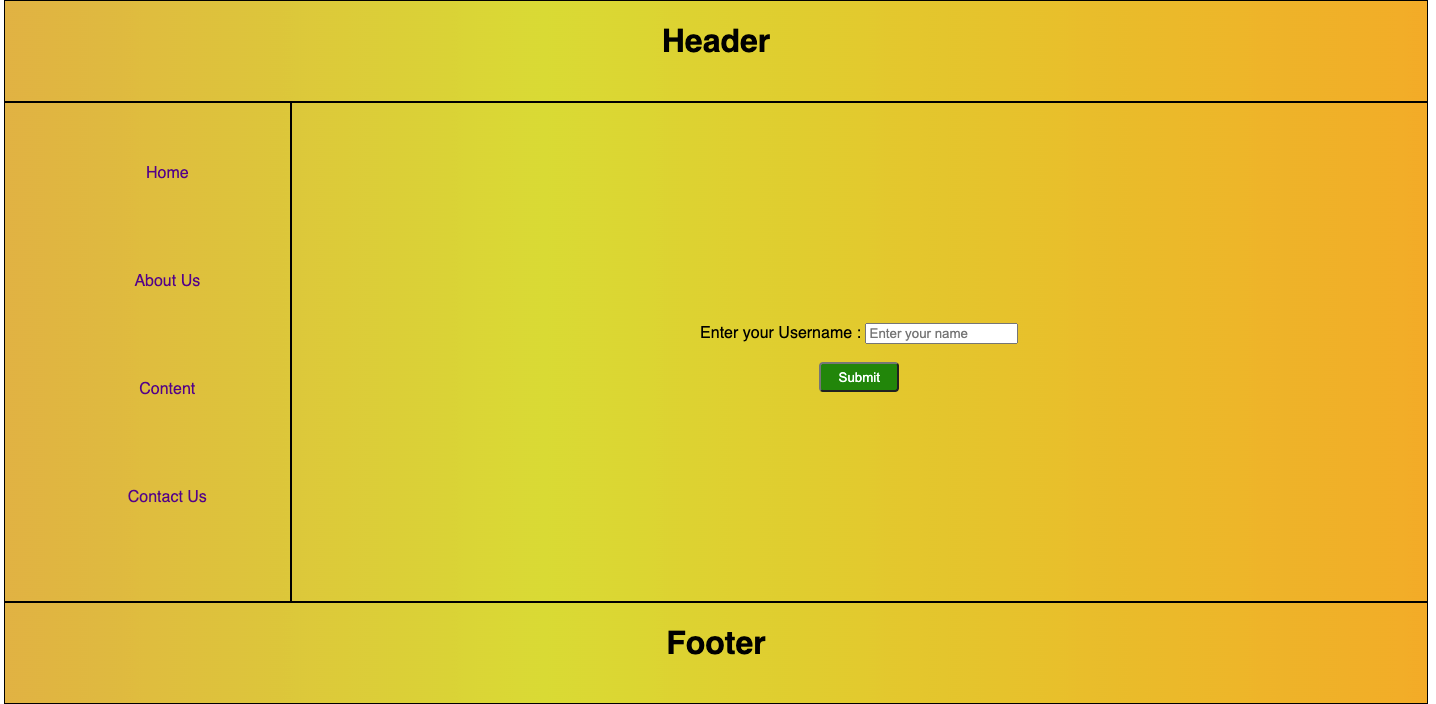 Header
Home
About Us
Content
Contact Us
Enter your Username : Enter your name
Submit
Footer